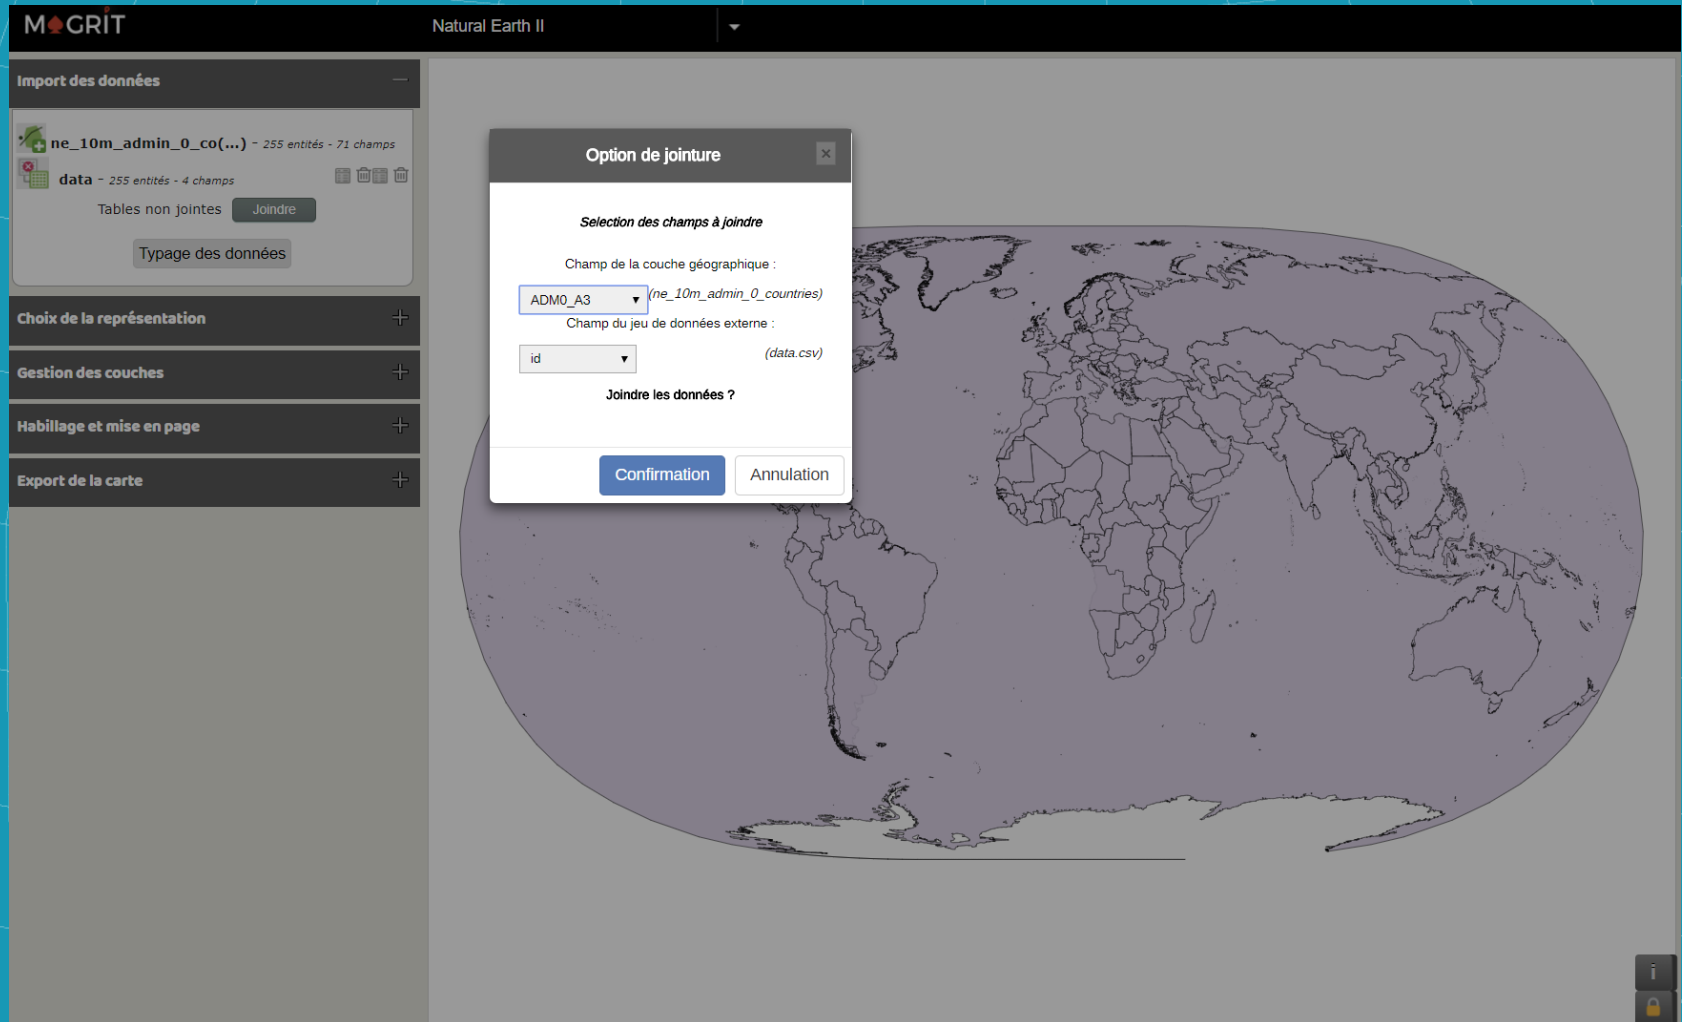 MAGRIT
Natural Earth II
Import des données
ne_10m_admin_0_co(...) - 255 entités - 71 champs
data - 255 entités - 4 champs
Tables non jointes Joindre
Typage des données
Choix de la représentation
Gestion des couches
Habillage et mise en page
Export de la carte
Option de jointure
×
Selection des champs à joindre
Champ de la couche géographique :
ADM0_A3 (ne_10m_admin_0_countries)
Champ du jeu de données externe :
id (data.csv)
Joindre les données ?
Confirmation Annulation
i